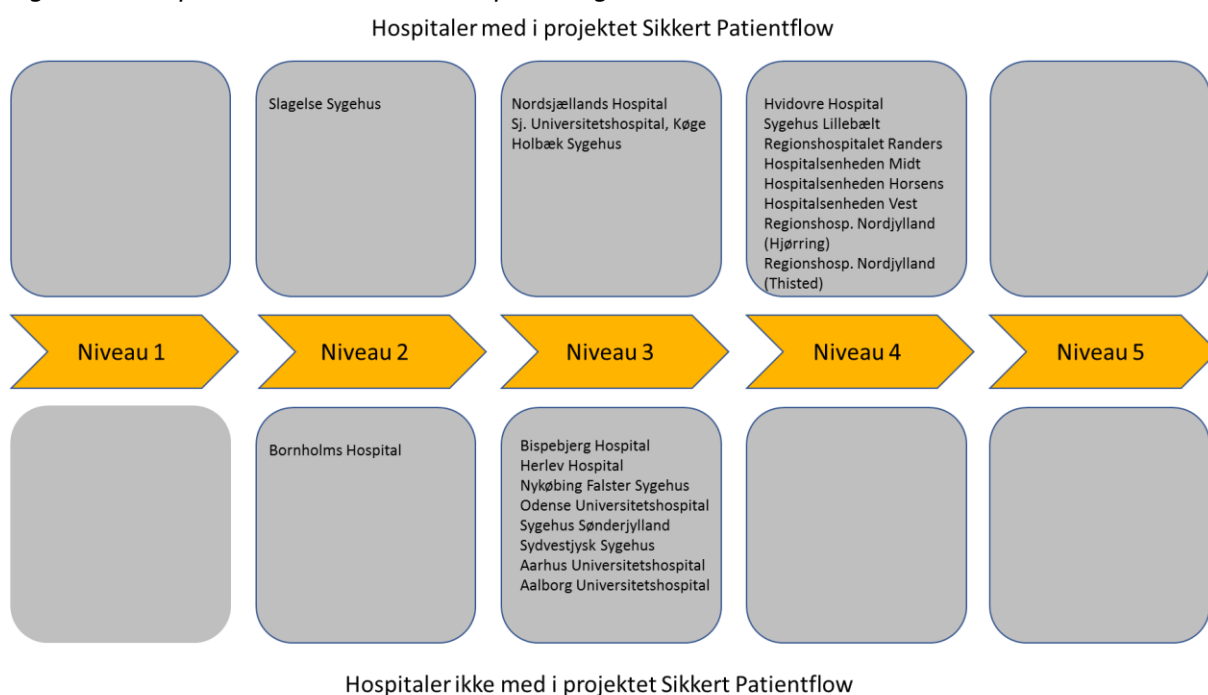 Hospitaler med i projektet Sikkert Patientflow
Slagelse Sygehus
Nordsjællands Hospital
Sj. Universitetshospital, Køge
Holbæk Sygehus
Hvidovre Hospital
Sygehus Lillebælt
Regionshospitalet Randers
Hospitalsenheden Midt
Hospitalsenheden Horsens
Hospitalsenheden Vest
Regionshosp. Nordjylland
(Hjørring)
Regionshosp. Nordjylland
(Thisted)
Niveau 1
Niveau 2
Niveau 3
Niveau 4
Niveau 5
Bornholms Hospital
Bispebjerg Hospital
Herlev Hospital
Nykøbing Falster Sygehus
Odense Universitetshospital
Sygehus Sønderjylland
Sydvestjysk Sygehus
Aarhus Universitetshospital
Aalborg Universitetshospital
Hospitaler ikke med i projektet Sikkert Patientflow